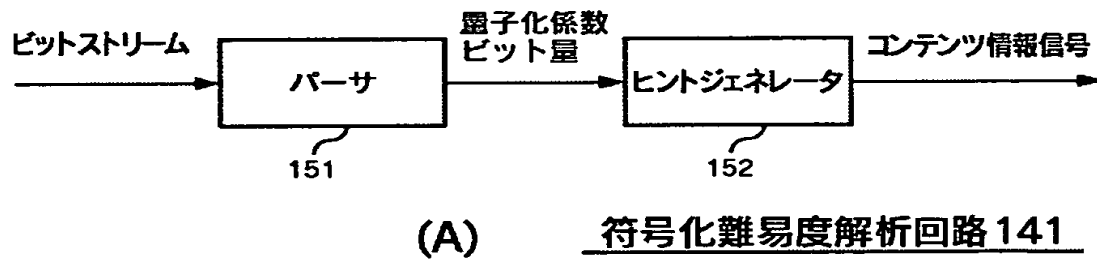 ビットストリーム
パーサ
151
量子化係数
ビット量
ヒントジェネレータ
152
コンテンツ情報信号
(A)
符号化難易度解析回路141